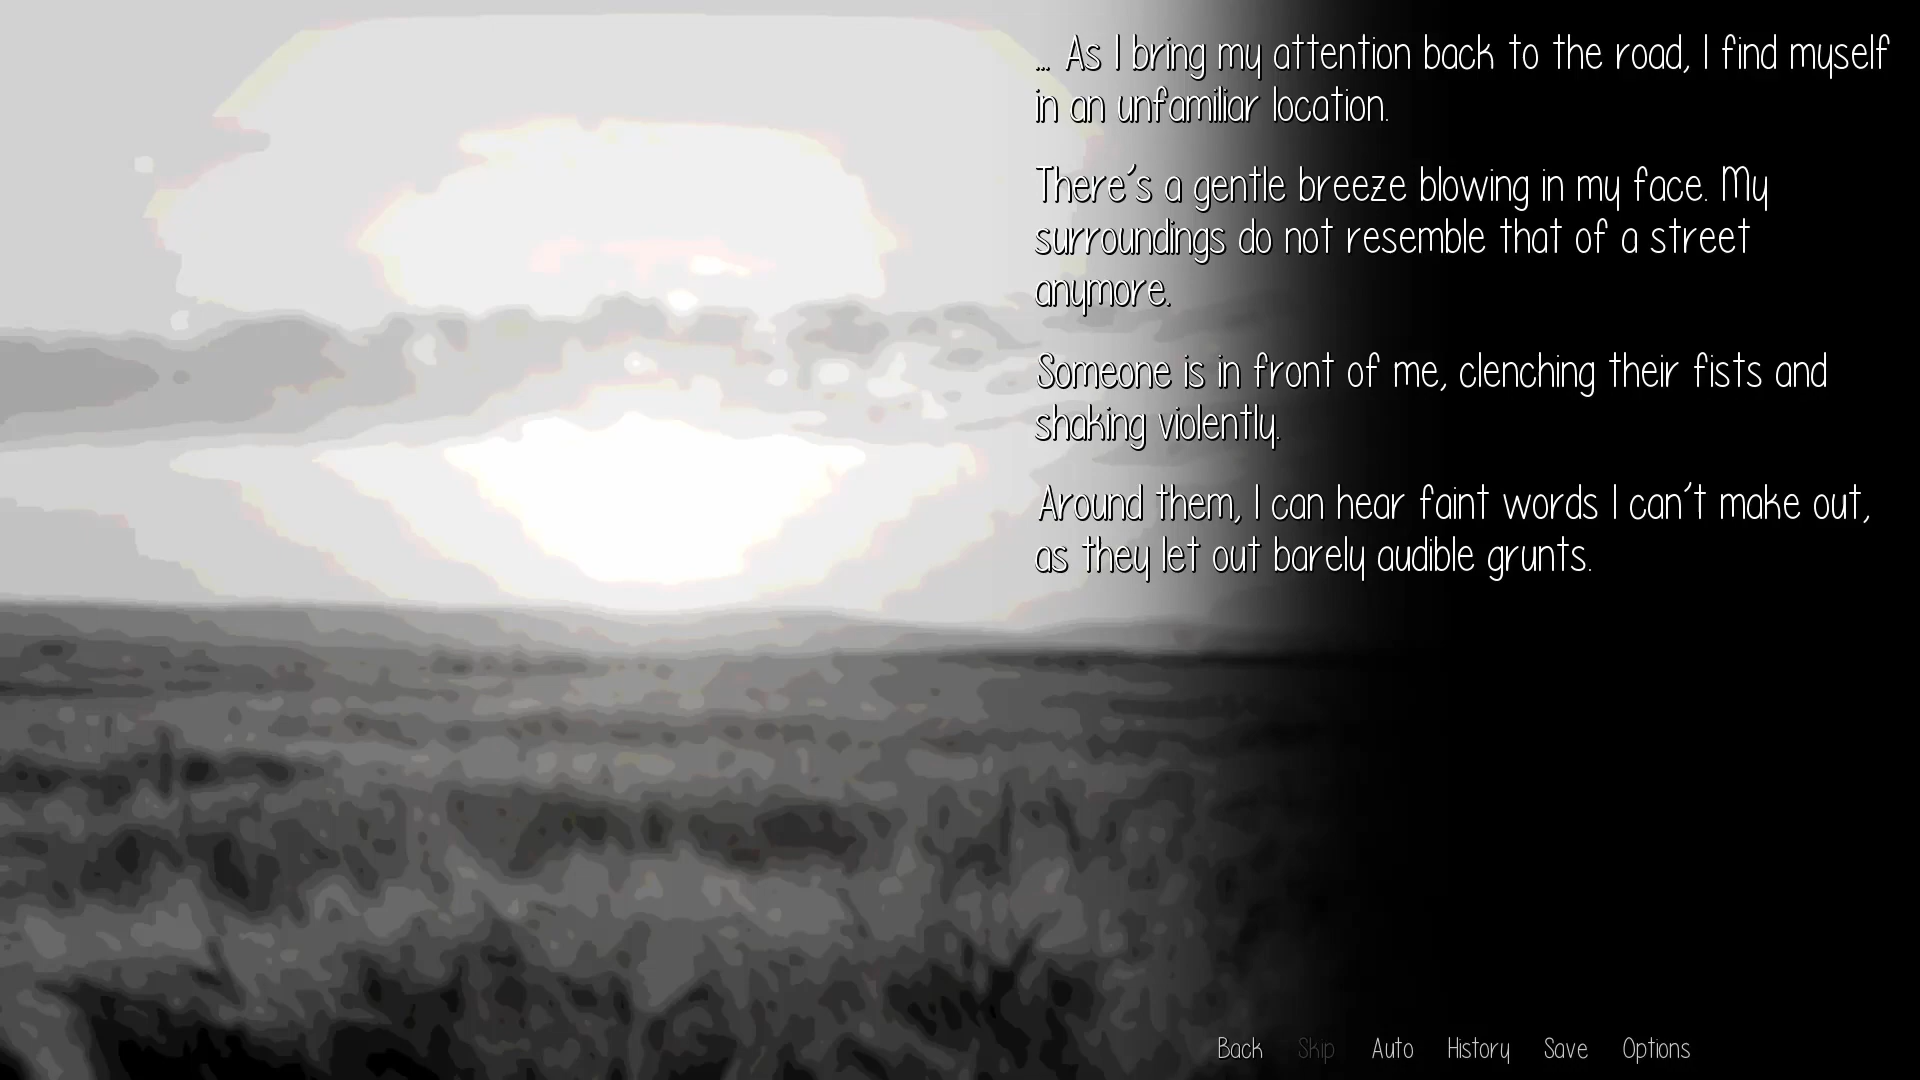 ... As I bring my attention back to the road, I find myself
in an unfamiliar location.
There's a gentle breeze blowing in my face. My
surroundings do not resemble that of a street
anymore.
Someone is in front of me, clenching their fists and
shaking violently.
Around them, I can hear faint words I can't make out,
as they let out barely audible grunts.
Back Skip Auto History Save Options